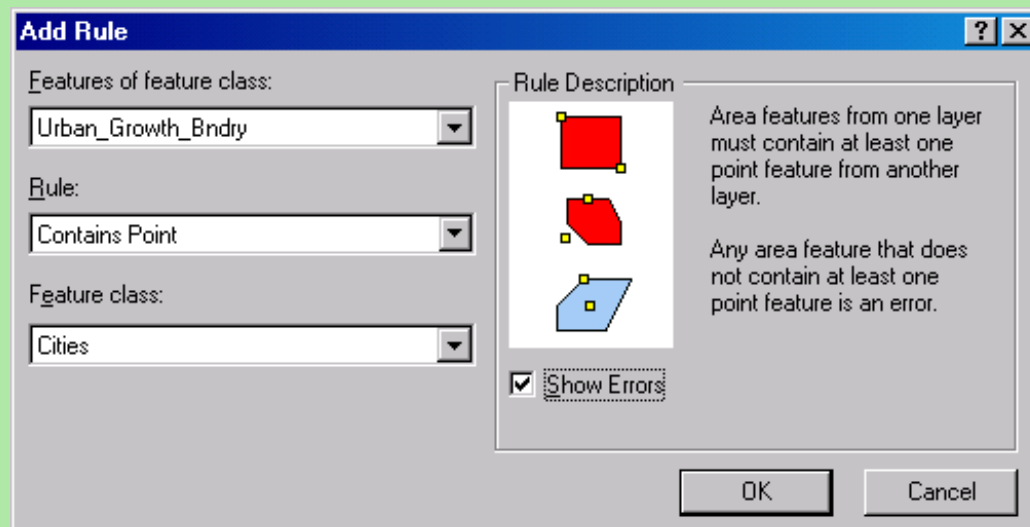 Add Rule
Features of feature class:
Urban_Growth_Bndry
Rule:
Contains Point
Feature class:
Cities
Rule Description
Area features from one layer
must contain at least one
point feature from another
layer.
Any area feature that does
not contain at least one
point feature is an error.
Show Errors
OK
Cancel